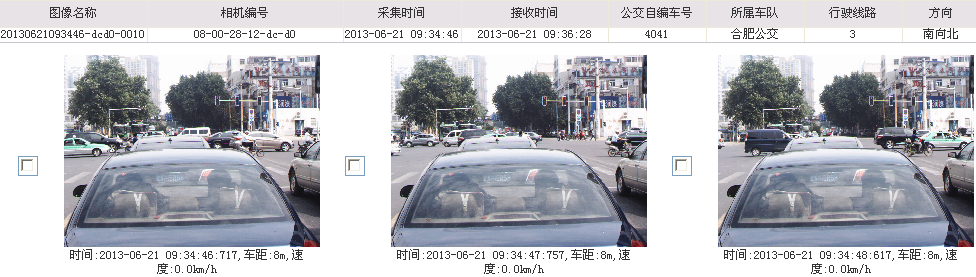 图像名称 相机编号 采集时间 接收时间 公交自编车号 所属车队 行驶线路 方向
20130621093446-dcd0-0010 08-00-28-12-dc-d0 2013-06-21 09:34:46 2013-06-21 09:36:28 4041 合肥公交 3 南向北
时间:2013-06-21 09:34:46:717,车距:8m,速 时间:2013-06-21 09:34:47:757,车距:8m,速 时间:2013-06-21 09:34:48:617,车距:8m,速
度:0.0km/h 度:0.0km/h 度:0.0km/h